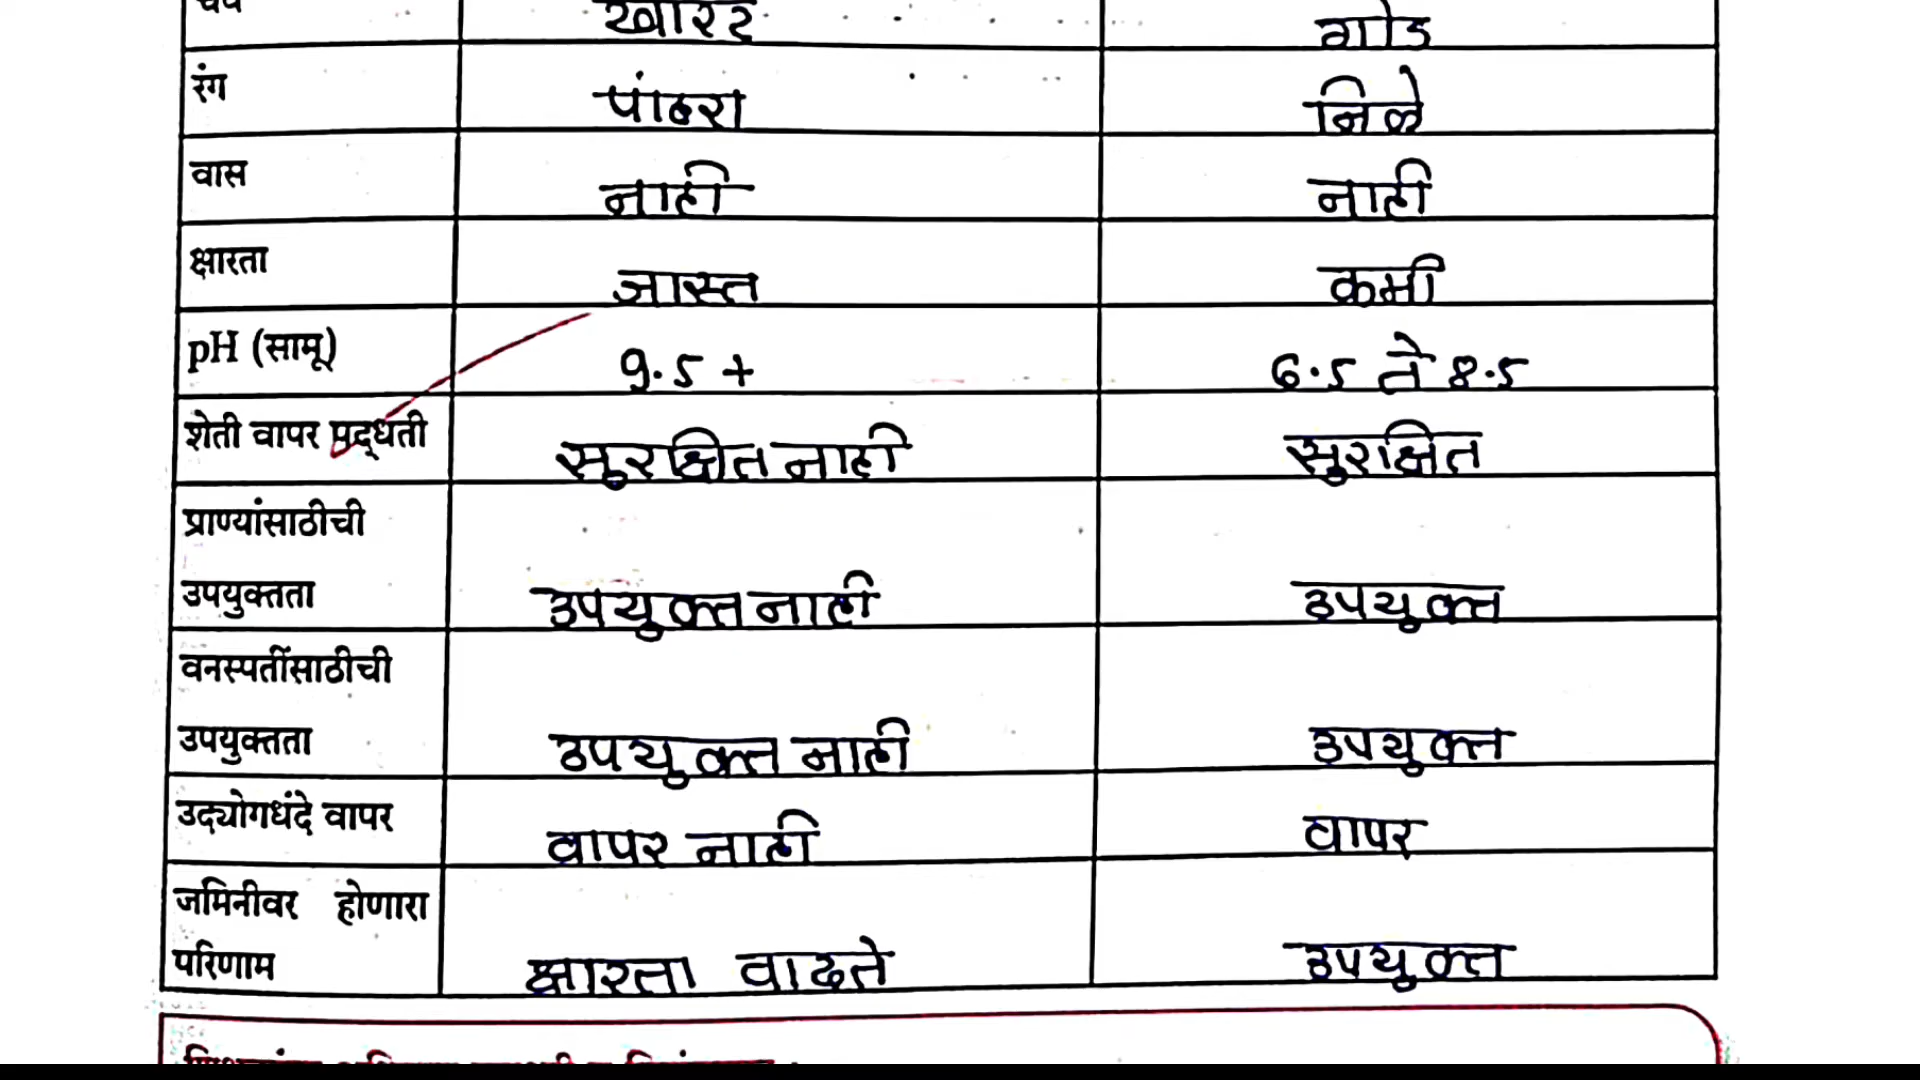 चव खारट गोड
रंग पांढरा निळे
वास नाही नाही
क्षारता जास्त कमी
pH (सामू) 9.5 + 6.5 ते 8.5
शेती वापर पद्धती सुरक्षित नाही सुरक्षित
प्राण्यांसाठीची
उपयुक्तता उपयुक्त नाही उपयुक्त
वनस्पतींसाठीची
उपयुक्तता उपयुक्त नाही उपयुक्त
उद्योगधंदे वापर वापर नाही वापर
जमिनीवर होणारा
परिणाम क्षारता वाढते उपयुक्त